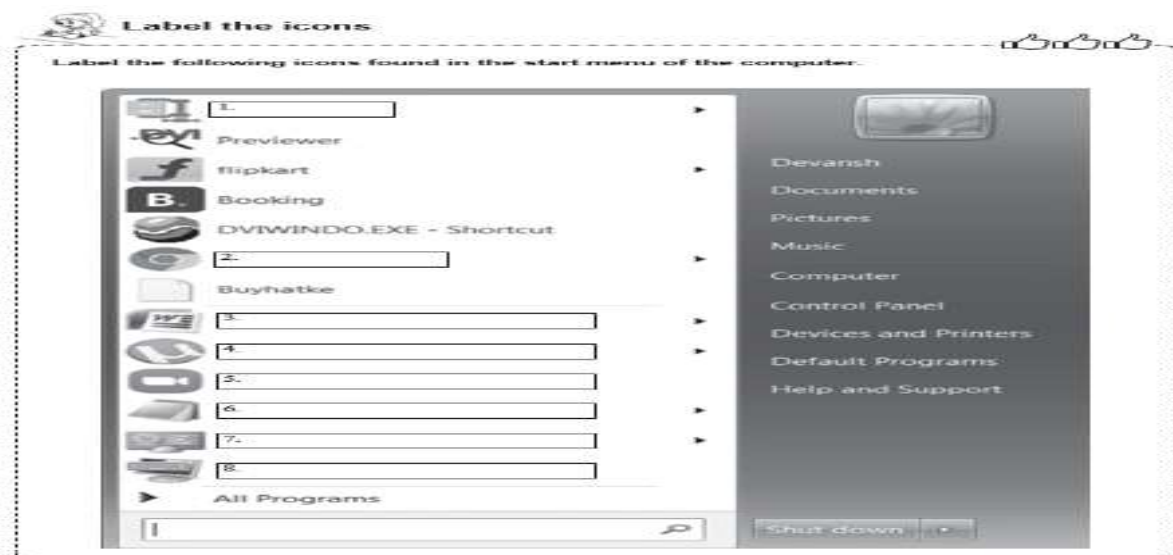 Label the icons
Label the following icons found in the start menu of the computer.
1.
Previewer
flipkart
B. Booking
DVIWINDO.EXE - Shortcut
2.
Buyhatke
3.
4.
5.
6.
7.
8.
All Programs
Devansh
Documents
Pictures
Music
Computer
Control Panel
Devices and Printers
Default Programs
Help and Support
Shut down